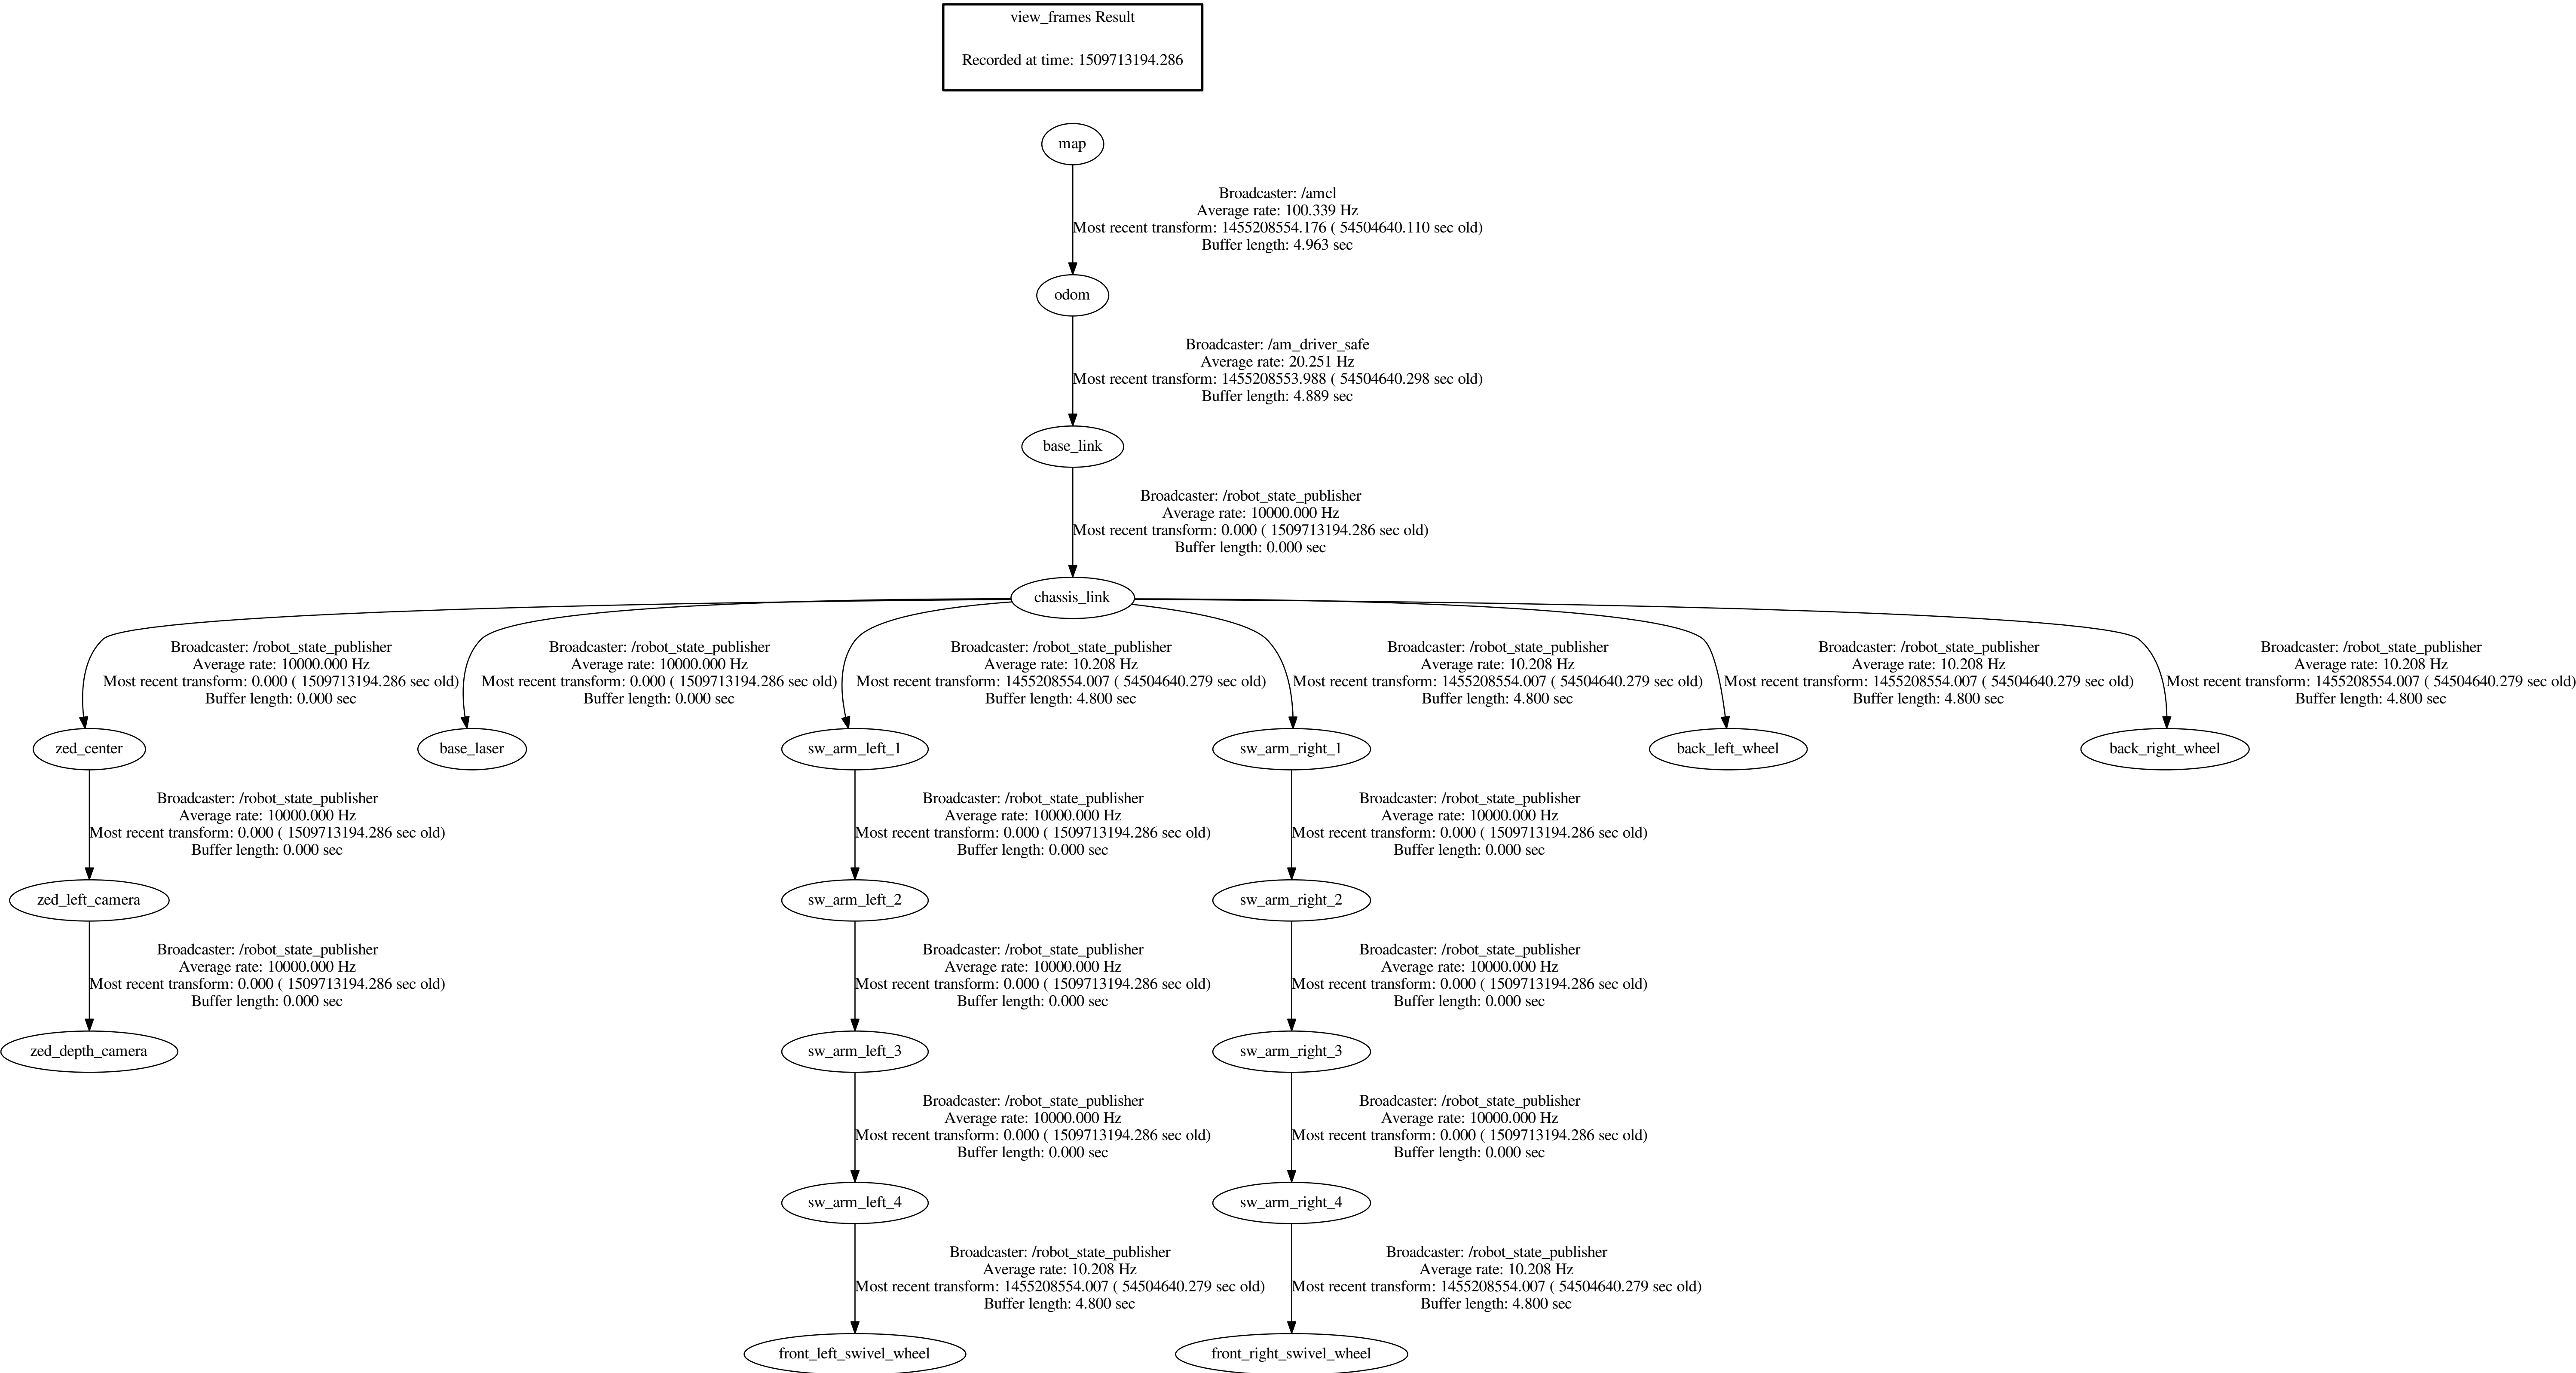 view_frames Result
Recorded at time: 1509713194.286
map
Broadcaster: /amcl
Average rate: 100.339 Hz
Most recent transform: 1455208554.176 ( 54504640.110 sec old)
Buffer length: 4.963 sec
odom
Broadcaster: /am_driver_safe
Average rate: 20.251 Hz
Most recent transform: 1455208553.988 ( 54504640.298 sec old)
Buffer length: 4.889 sec
base_link
Broadcaster: /robot_state_publisher
Average rate: 10000.000 Hz
Most recent transform: 0.000 ( 1509713194.286 sec old)
Buffer length: 0.000 sec
chassis_link
Broadcaster: /robot_state_publisher
Average rate: 10000.000 Hz
Most recent transform: 0.000 ( 1509713194.286 sec old)
Buffer length: 0.000 sec
Broadcaster: /robot_state_publisher
Average rate: 10000.000 Hz
Most recent transform: 0.000 ( 1509713194.286 sec old)
Buffer length: 0.000 sec
Broadcaster: /robot_state_publisher
Average rate: 10.208 Hz
Most recent transform: 1455208554.007 ( 54504640.279 sec old)
Buffer length: 4.800 sec
Broadcaster: /robot_state_publisher
Average rate: 10.208 Hz
Most recent transform: 1455208554.007 ( 54504640.279 sec old)
Buffer length: 4.800 sec
Broadcaster: /robot_state_publisher
Average rate: 10.208 Hz
Most recent transform: 1455208554.007 ( 54504640.279 sec old)
Buffer length: 4.800 sec
Broadcaster: /robot_state_publisher
Average rate: 10.208 Hz
Most recent transform: 1455208554.007 ( 54504640.279 sec old)
Buffer length: 4.800 sec
zed_center
base_laser
sw_arm_left_1
sw_arm_right_1
back_left_wheel
back_right_wheel
Broadcaster: /robot_state_publisher
Average rate: 10000.000 Hz
Most recent transform: 0.000 ( 1509713194.286 sec old)
Buffer length: 0.000 sec
Broadcaster: /robot_state_publisher
Average rate: 10000.000 Hz
Most recent transform: 0.000 ( 1509713194.286 sec old)
Buffer length: 0.000 sec
Broadcaster: /robot_state_publisher
Average rate: 10000.000 Hz
Most recent transform: 0.000 ( 1509713194.286 sec old)
Buffer length: 0.000 sec
zed_left_camera
sw_arm_left_2
sw_arm_right_2
Broadcaster: /robot_state_publisher
Average rate: 10000.000 Hz
Most recent transform: 0.000 ( 1509713194.286 sec old)
Buffer length: 0.000 sec
Broadcaster: /robot_state_publisher
Average rate: 10000.000 Hz
Most recent transform: 0.000 ( 1509713194.286 sec old)
Buffer length: 0.000 sec
Broadcaster: /robot_state_publisher
Average rate: 10000.000 Hz
Most recent transform: 0.000 ( 1509713194.286 sec old)
Buffer length: 0.000 sec
zed_depth_camera
sw_arm_left_3
sw_arm_right_3
Broadcaster: /robot_state_publisher
Average rate: 10000.000 Hz
Most recent transform: 0.000 ( 1509713194.286 sec old)
Buffer length: 0.000 sec
Broadcaster: /robot_state_publisher
Average rate: 10000.000 Hz
Most recent transform: 0.000 ( 1509713194.286 sec old)
Buffer length: 0.000 sec
sw_arm_left_4
sw_arm_right_4
Broadcaster: /robot_state_publisher
Average rate: 10.208 Hz
Most recent transform: 1455208554.007 ( 54504640.279 sec old)
Buffer length: 4.800 sec
Broadcaster: /robot_state_publisher
Average rate: 10.208 Hz
Most recent transform: 1455208554.007 ( 54504640.279 sec old)
Buffer length: 4.800 sec
front_left_swivel_wheel
front_right_swivel_wheel